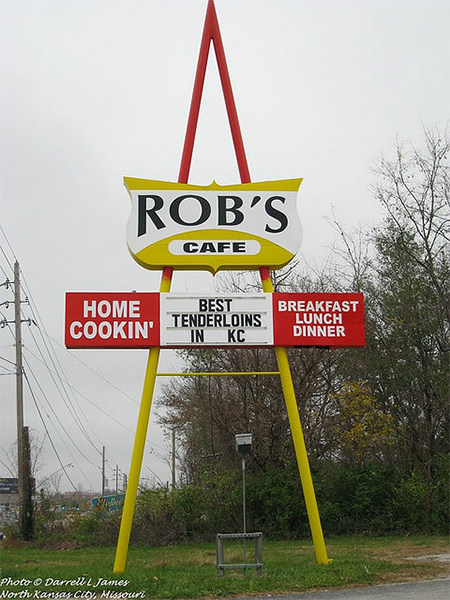 ROB'S
CAFE
HOME
COOKIN'
BEST
TENDERLOINS
IN KC
BREAKFAST
LUNCH
DINNER
Photo © Darrell L James
North Kansas City, Missouri